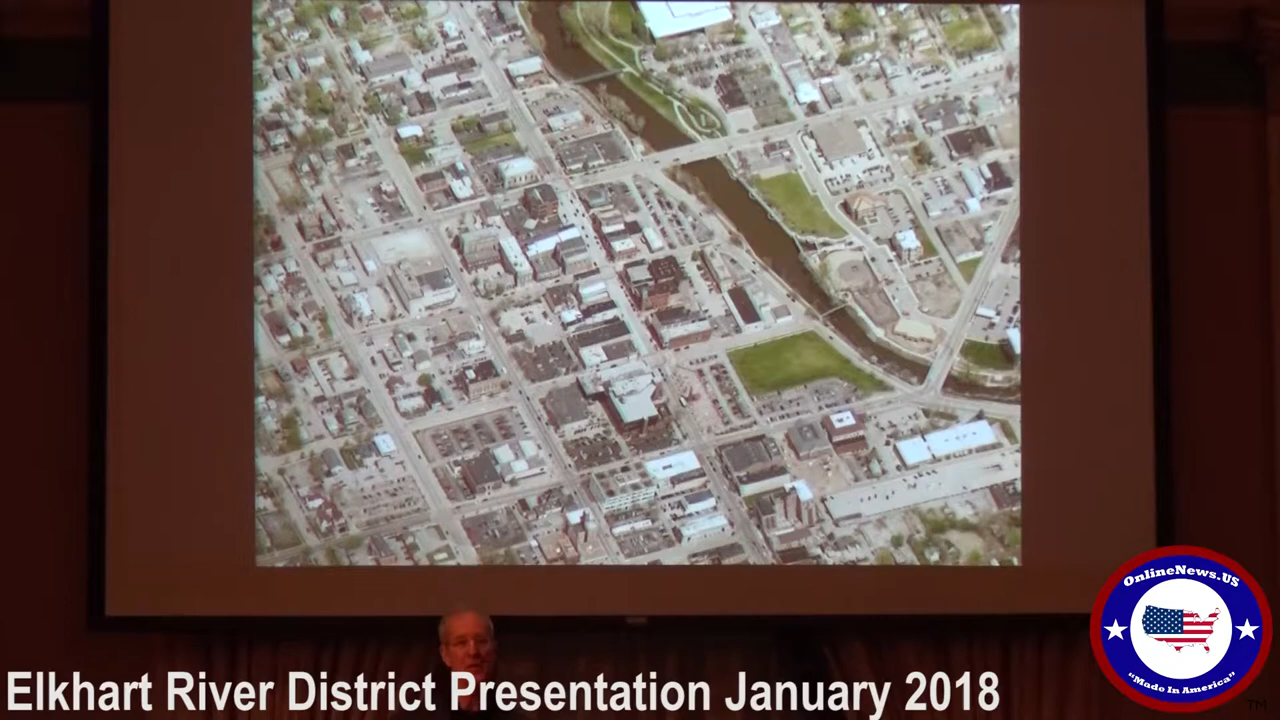 OnlineNews.US
"Made In America"
Elkhart River District Presentation January 2018
TM